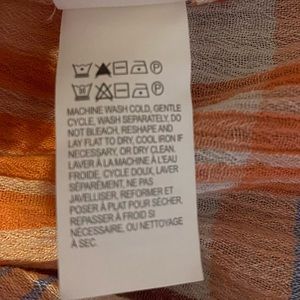 MACHINE WASH COLD, GENTLE
CYCLE, WASH SEPARATELY, DO
NOT BLEACH, RESHAPE AND
LAY FLAT TO DRY, COOL IRON IF
NECESSARY, OR DRY CLEAN.
LAVER À LA MACHINE À L'EAU
FROIDE, CYCLE DOUX, LAVER
SÉPARÉMENT, NE PAS
JAVELLISER, REFORMER ET
POSER À PLAT POUR SÉCHER,
REPASSER À FROID SI
NÉCESSAIRE, OU NETTOYAGE
À SEC.